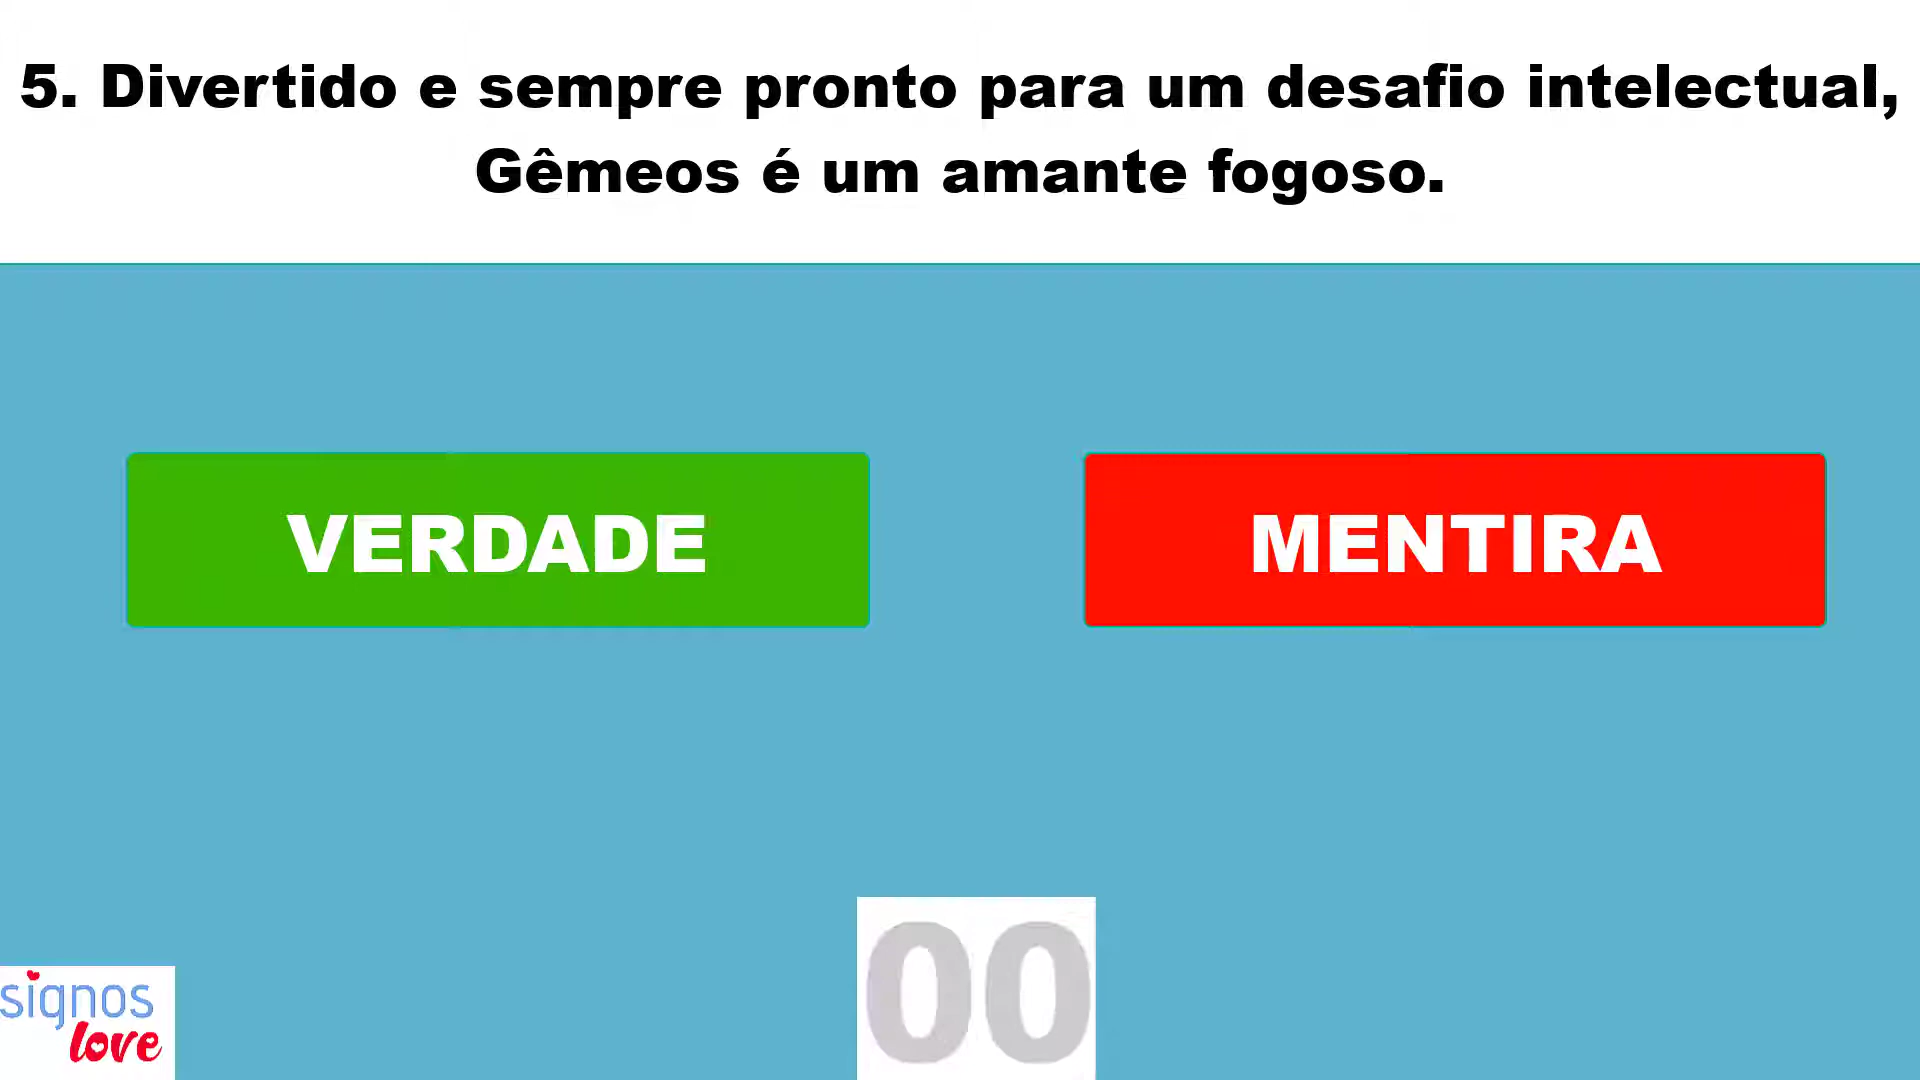 5. Divertido e sempre pronto para um desafio intelectual,
Gêmeos é um amante fogoso.
VERDADE
MENTIRA
00
signos
love